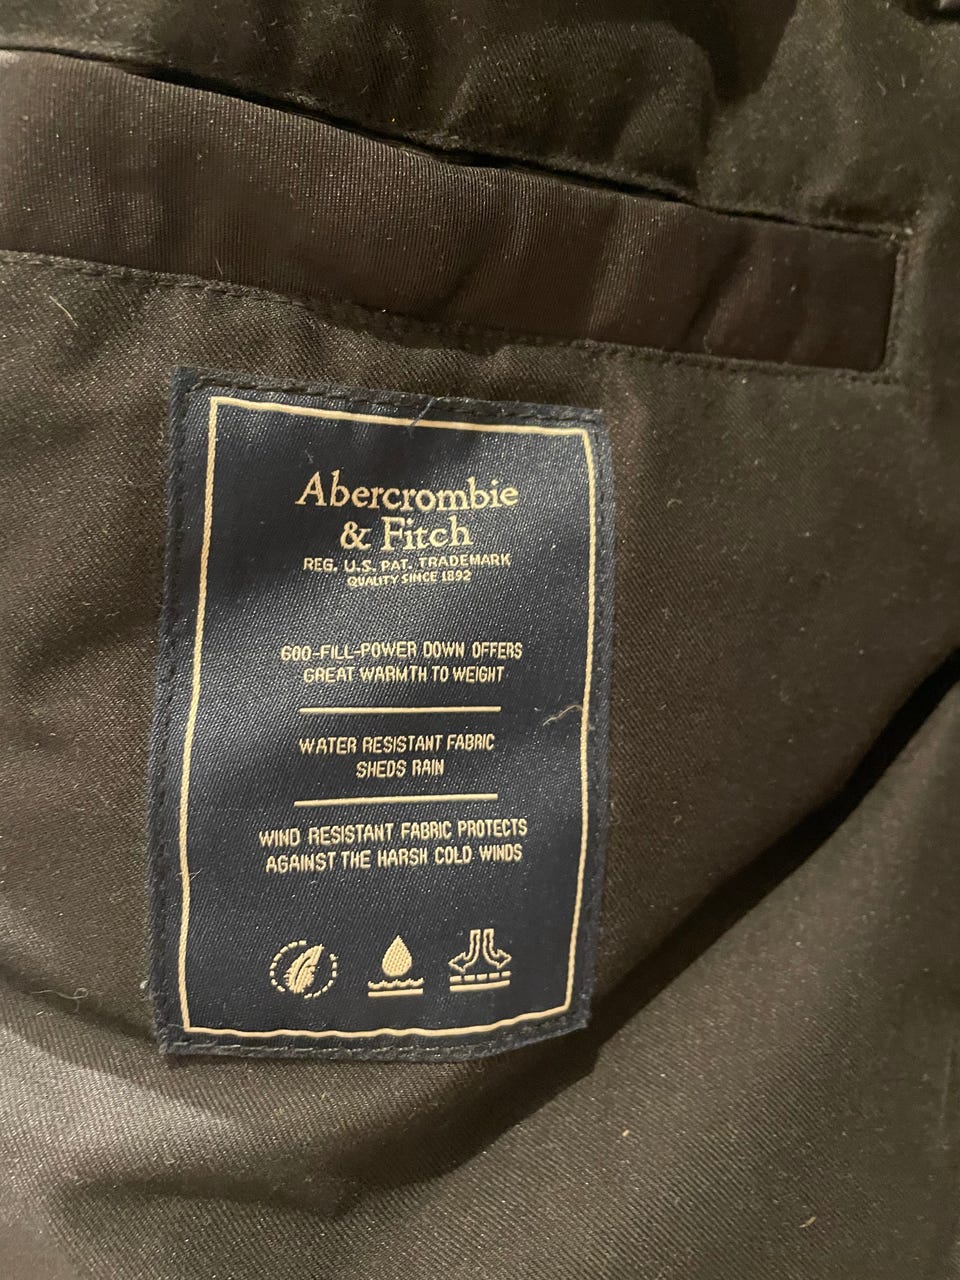 Abercrombie
& Fitch
REG. U.S. PAT. TRADEMARK
QUALITY SINCE 1892
600-FILL-POWER DOWN OFFERS
GREAT WARMTH TO WEIGHT
WATER RESISTANT FABRIC
SHEDS RAIN
WIND RESISTANT FABRIC PROTECTS
AGAINST THE HARSH COLD WINDS